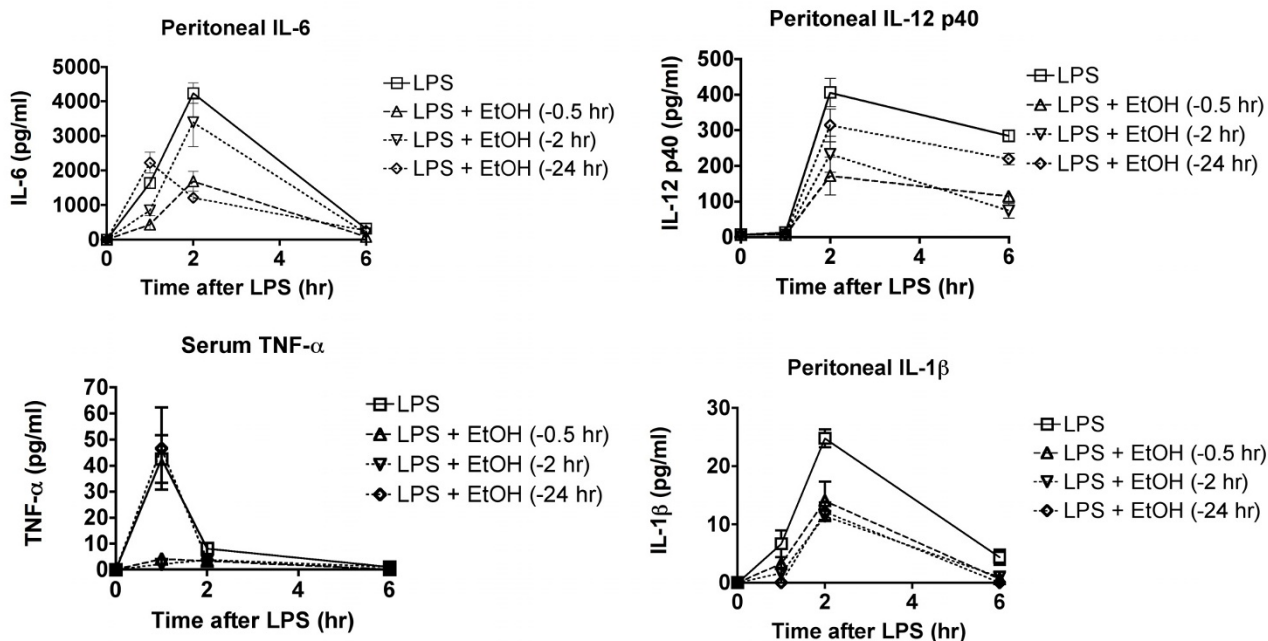 Peritoneal IL-6
IL-6 (pg/ml)
5000
4000
3000
2000
1000
0
0 2 4 6
Time after LPS (hr)
LPS
LPS + EtOH (-0.5 hr)
LPS + EtOH (-2 hr)
LPS + EtOH (-24 hr)
Peritoneal IL-12 p40
IL-12 p40 (pg/ml)
500
400
300
200
100
0
0 2 4 6
Time after LPS (hr)
LPS
LPS + EtOH (-0.5 hr)
LPS + EtOH (-2 hr)
LPS + EtOH (-24 hr)
Serum TNF-α
TNF-α (pg/ml)
70
60
50
40
30
20
10
0
0 2 4 6
Time after LPS (hr)
LPS
LPS + EtOH (-0.5 hr)
LPS + EtOH (-2 hr)
LPS + EtOH (-24 hr)
Peritoneal IL-1β
IL-1β (pg/ml)
30
20
10
0
0 2 4 6
Time after LPS (hr)
LPS
LPS + EtOH (-0.5 hr)
LPS + EtOH (-2 hr)
LPS + EtOH (-24 hr)